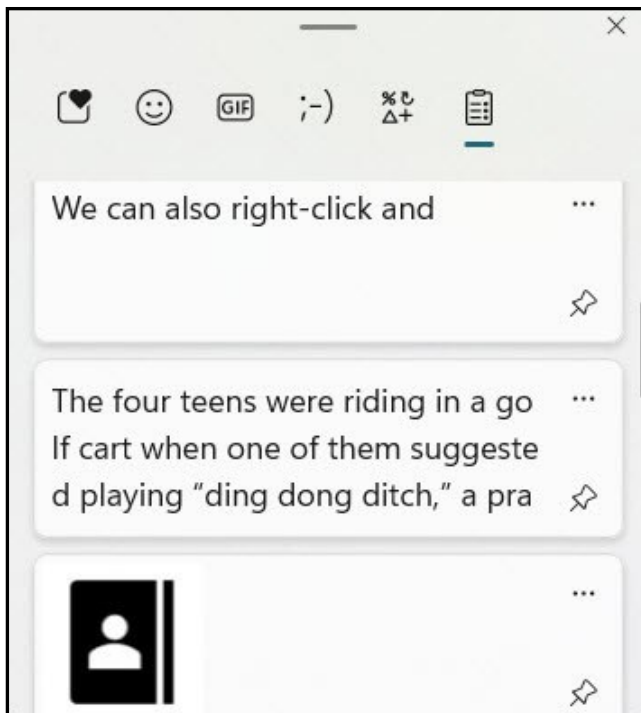 GIF
;-)
We can also right-click and
The four teens were riding in a go
lf cart when one of them suggeste
d playing “ding dong ditch,” a pra